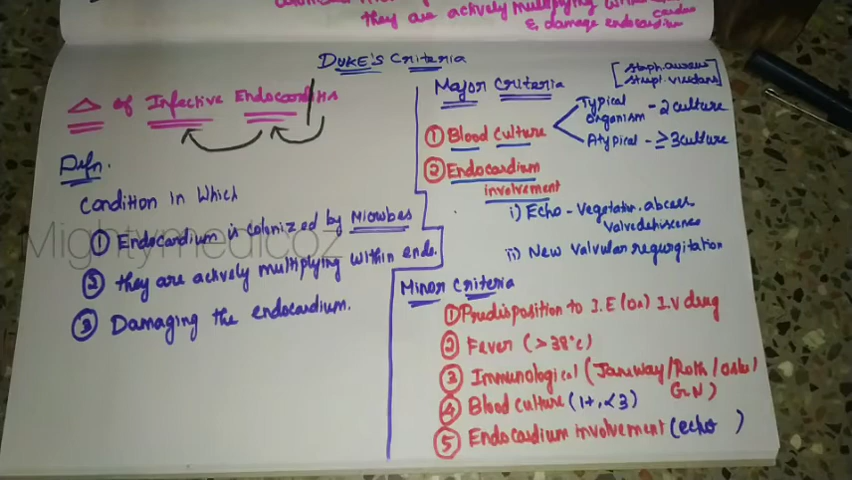 they are actively multiplying within
& damage endocardium
DUKE'S CRITERIA
Δ of Infective Endocarditis
Defn.
Condition in which
① Endocardium is colonized by Microbes
② they are actively multiplying within endo.
③ Damaging the endocardium.
Mightymedicoz
Major Criteria
[Staph. aureus
Strept. viridans]
① Blood culture
Typical organism - 2 culture
Atypical - ≥ 3 culture
② Endocardium
involvement
i) Echo - Vegetation, abcess
Valve dehiscence
ii) New valvular regurgitation
Minor Criteria
① Predisposition to I.E (OR) I.V drug
② Fever (>38°C)
③ Immunological (Janeway/Roth/osler/
G.N)
④ Blood culture (1+, <3)
⑤ Endocardium involvement (echo )